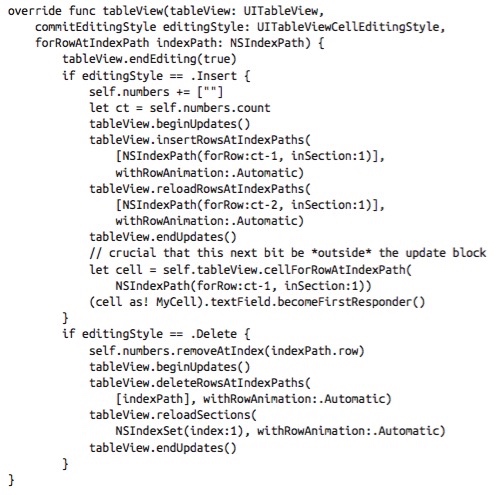 override func tableView(tableView: UITableView,
commitEditingStyle editingStyle: UITableViewCellEditingStyle,
forRowAtIndexPath indexPath: NSIndexPath) {
tableView.endEditing(true)
if editingStyle == .Insert {
self.numbers += [""]
let ct = self.numbers.count
tableView.beginUpdates()
tableView.insertRowsAtIndexPaths(
[NSIndexPath(forRow:ct-1, inSection:1)],
withRowAnimation:.Automatic)
tableView.reloadRowsAtIndexPaths(
[NSIndexPath(forRow:ct-2, inSection:1)],
withRowAnimation:.Automatic)
tableView.endUpdates()
// crucial that this next bit be *outside* the update block
let cell = self.tableView.cellForRowAtIndexPath(
NSIndexPath(forRow:ct-1, inSection:1))
(cell as! MyCell).textField.becomeFirstResponder()
}
if editingStyle == .Delete {
self.numbers.removeAtIndex(indexPath.row)
tableView.beginUpdates()
tableView.deleteRowsAtIndexPaths(
[indexPath], withRowAnimation:.Automatic)
tableView.reloadSections(
NSIndexSet(index:1), withRowAnimation:.Automatic)
tableView.endUpdates()
}
}